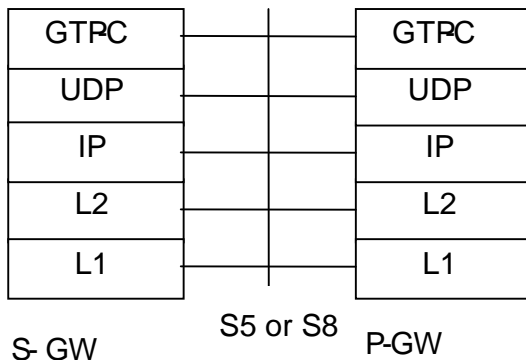 GTP-C GTP-C
UDP UDP
IP IP
L2 L2
L1 L1
S5 or S8
S- GW P-GW